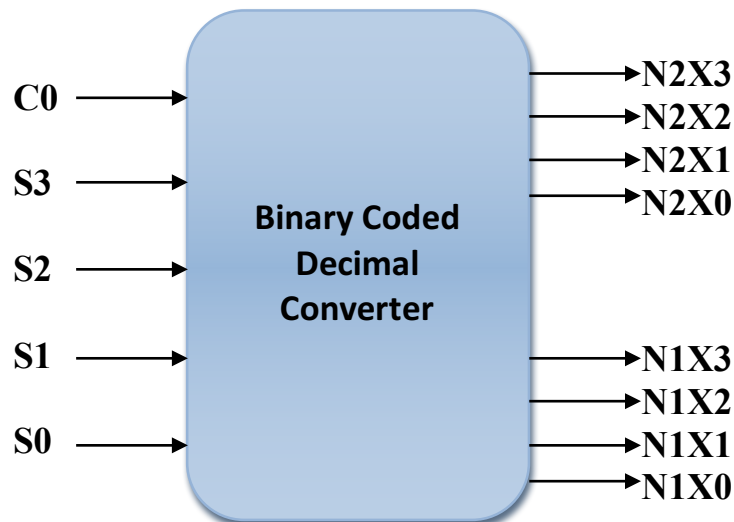 C0
S3
S2
S1
S0
Binary Coded
Decimal
Converter
N2X3
N2X2
N2X1
N2X0
N1X3
N1X2
N1X1
N1X0